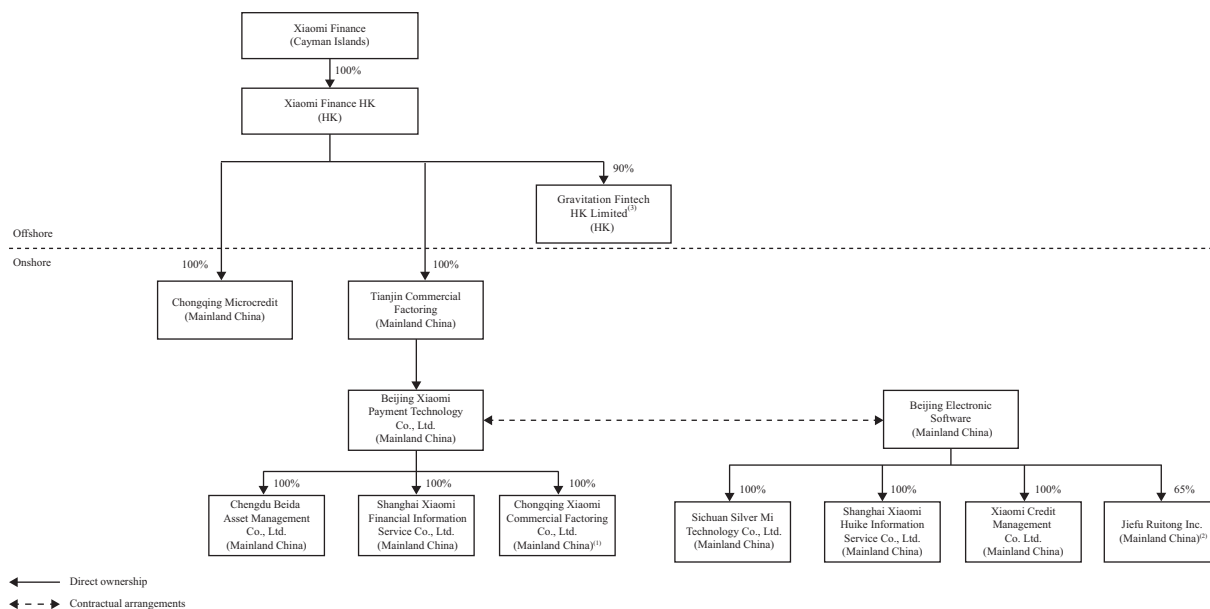 Xiaomi Finance
(Cayman Islands)
100%
Xiaomi Finance HK
(HK)
90%
Gravitation Fintech
HK Limited(3)
(HK)
Offshore
Onshore
100%
100%
Chongqing Microcredit
(Mainland China)
Tianjin Commercial
Factoring
(Mainland China)
Beijing Xiaomi
Payment Technology
Co., Ltd.
(Mainland China)
Beijing Electronic
Software
(Mainland China)
100%
100%
100%
100%
100%
100%
65%
Chengdu Beida
Asset Management
Co., Ltd.
(Mainland China)
Shanghai Xiaomi
Financial Information
Service Co., Ltd.
(Mainland China)
Chongqing Xiaomi
Commercial Factoring
Co., Ltd.
(Mainland China)(1)
Sichuan Silver Mi
Technology Co., Ltd.
(Mainland China)
Shanghai Xiaomi
Huike Information
Service Co., Ltd.
(Mainland China)
Xiaomi Credit
Management
Co. Ltd.
(Mainland China)
Jiefu Ruitong Inc.
(Mainland China)(2)
Direct ownership
Contractual arrangements